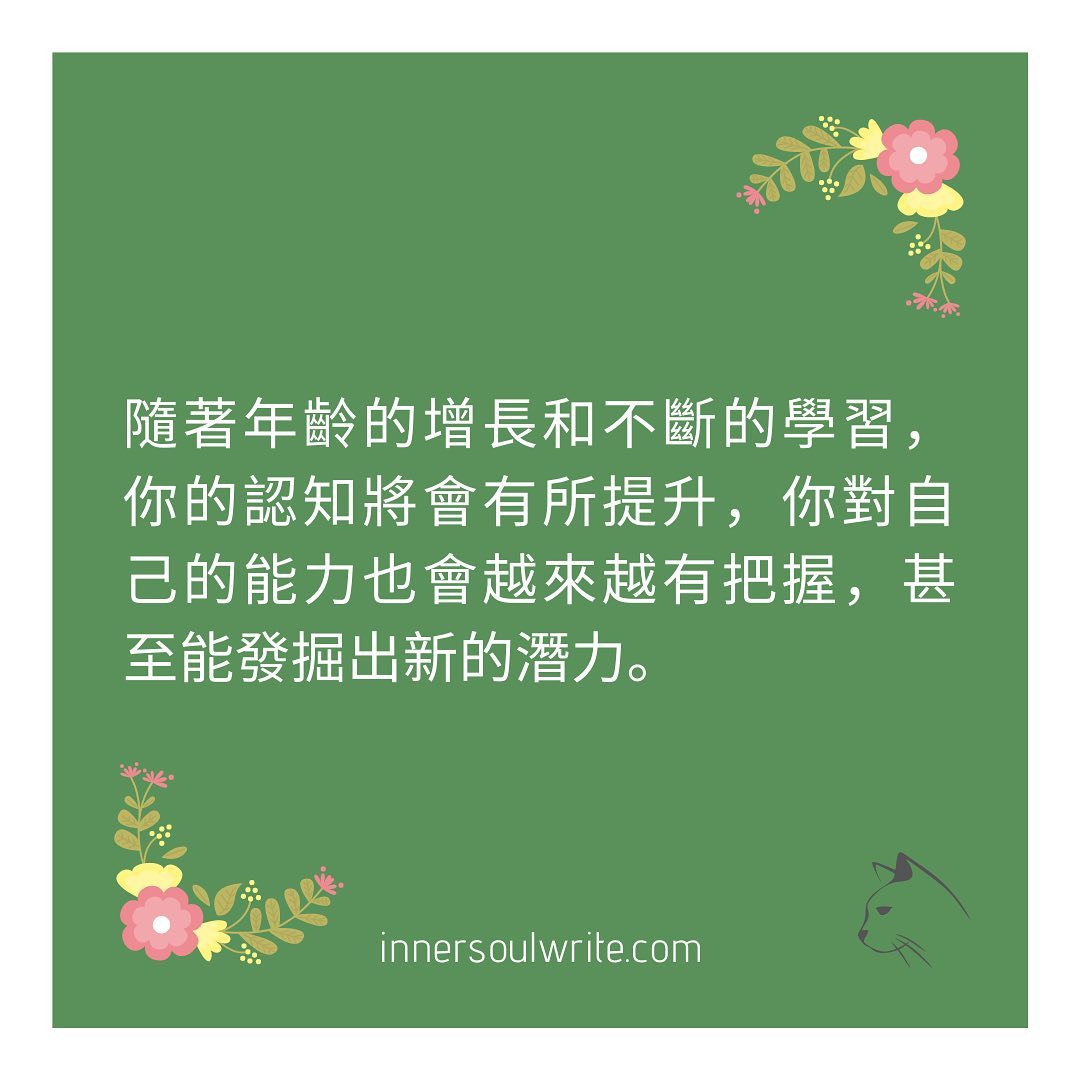 隨著年齡的增長和不斷的學習，
你的認知將會有所提升，你對自
己的能力也會越來越有把握，甚
至能發掘出新的潛力。
innersoulwrite.com